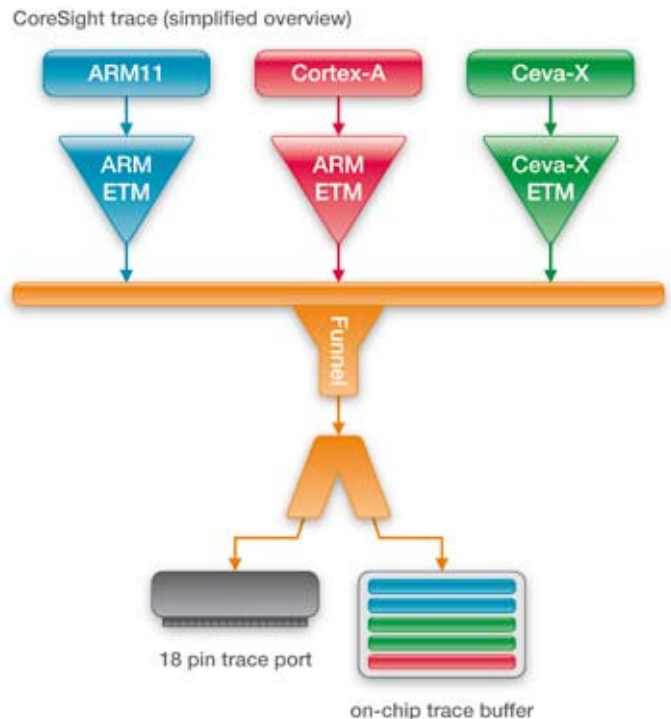 CoreSight trace (simplified overview)
ARM11
Cortex-A
Ceva-X
ARM
ETM
ARM
ETM
Ceva-X
ETM
Funnel
18 pin trace port
on-chip trace buffer